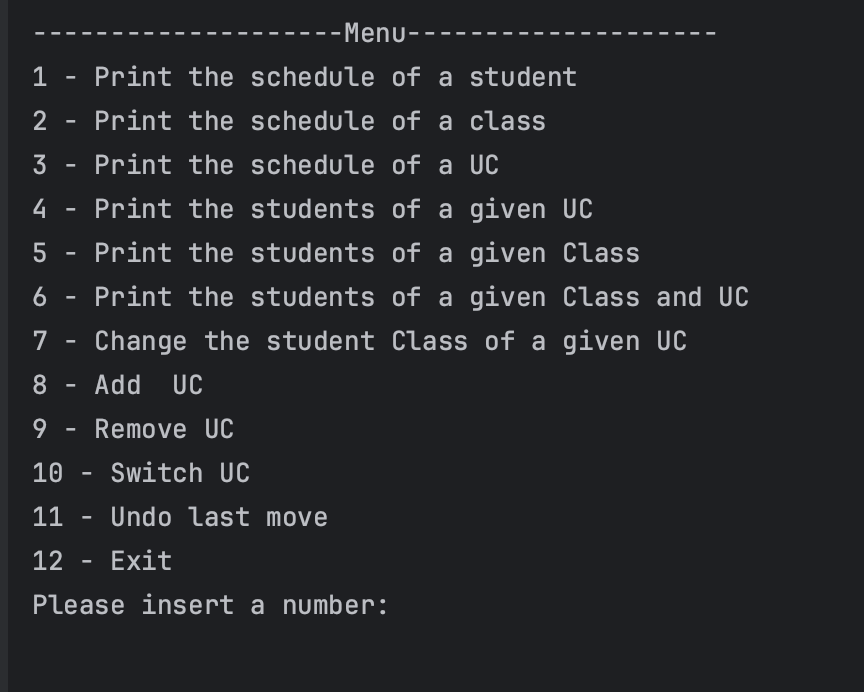 --------------------Menu--------------------
1 - Print the schedule of a student
2 - Print the schedule of a class
3 - Print the schedule of a UC
4 - Print the students of a given UC
5 - Print the students of a given Class
6 - Print the students of a given Class and UC
7 - Change the student Class of a given UC
8 - Add  UC
9 - Remove UC
10 - Switch UC
11 - Undo last move
12 - Exit
Please insert a number: